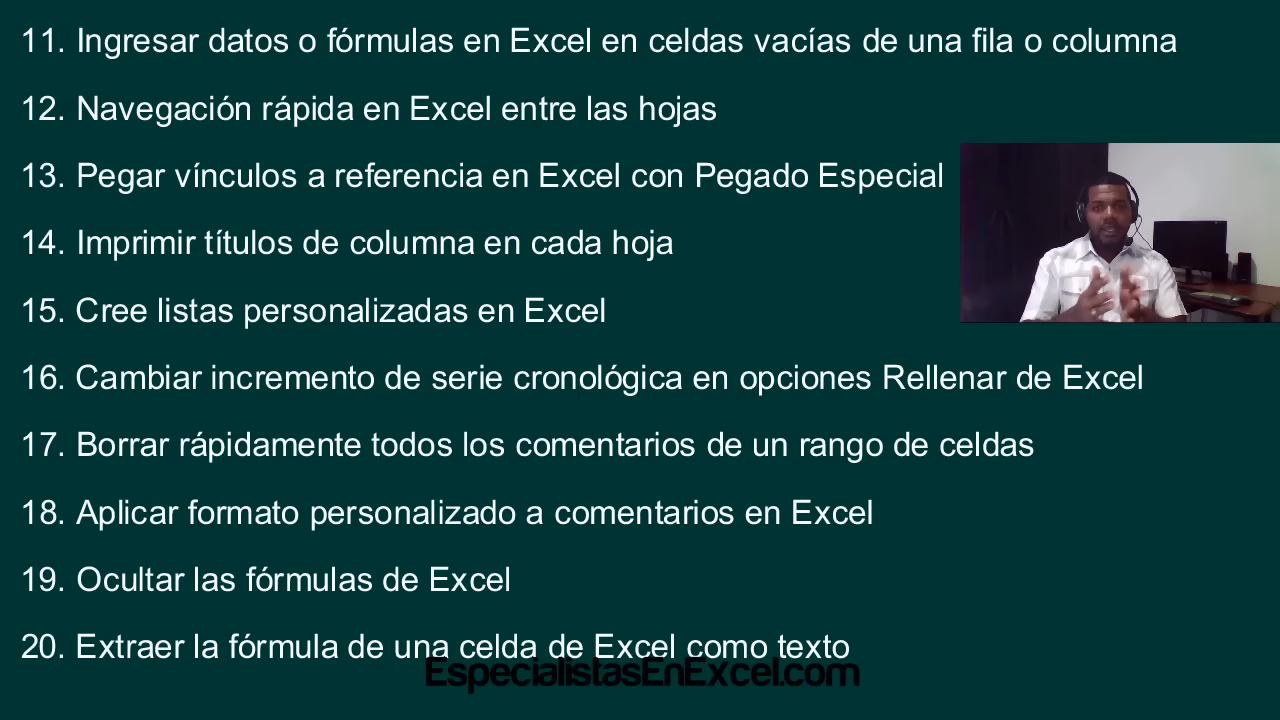 11. Ingresar datos o fórmulas en Excel en celdas vacías de una fila o columna
12. Navegación rápida en Excel entre las hojas
13. Pegar vínculos a referencia en Excel con Pegado Especial
14. Imprimir títulos de columna en cada hoja
15. Cree listas personalizadas en Excel
16. Cambiar incremento de serie cronológica en opciones Rellenar de Excel
17. Borrar rápidamente todos los comentarios de un rango de celdas
18. Aplicar formato personalizado a comentarios en Excel
19. Ocultar las fórmulas de Excel
20. Extraer la fórmula de una celda de Excel como texto
EspecialistasEnExcel.com